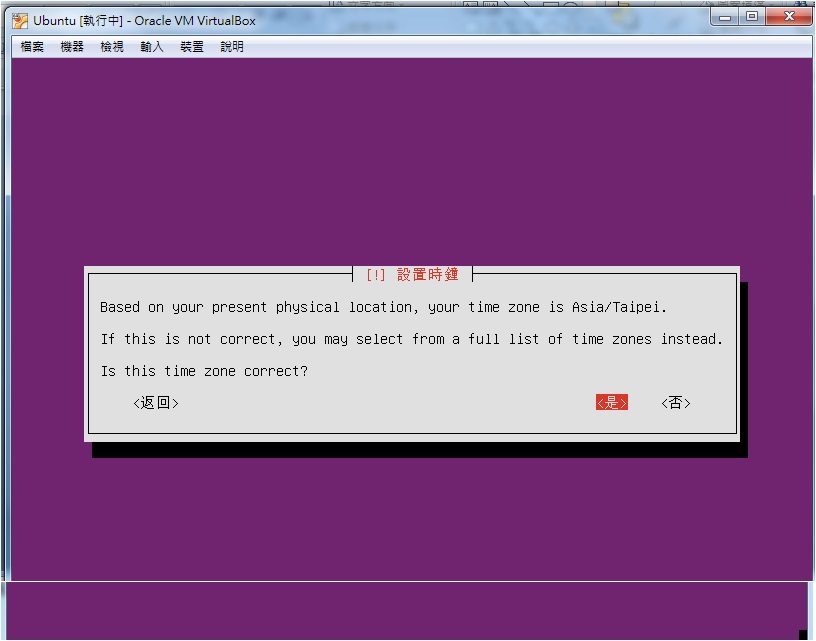 Ubuntu [執行中] - Oracle VM VirtualBox
檔案 機器 檢視 輸入 裝置 說明
[!] 設置時鐘
Based on your present physical location, your time zone is Asia/Taipei.
If this is not correct, you may select from a full list of time zones instead.
Is this time zone correct?
<返回> <是> <否>